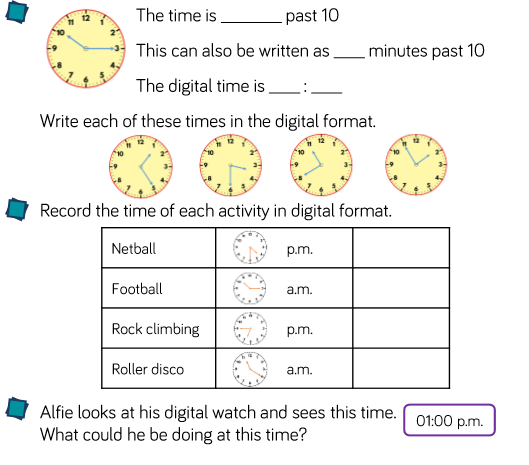 The time is _______ past 10
This can also be written as ____ minutes past 10
The digital time is ____ : ____
Write each of these times in the digital format.
Record the time of each activity in digital format.
Netball p.m.
Football a.m.
Rock climbing p.m.
Roller disco a.m.
Alfie looks at his digital watch and sees this time. 01:00 p.m.
What could he be doing at this time?